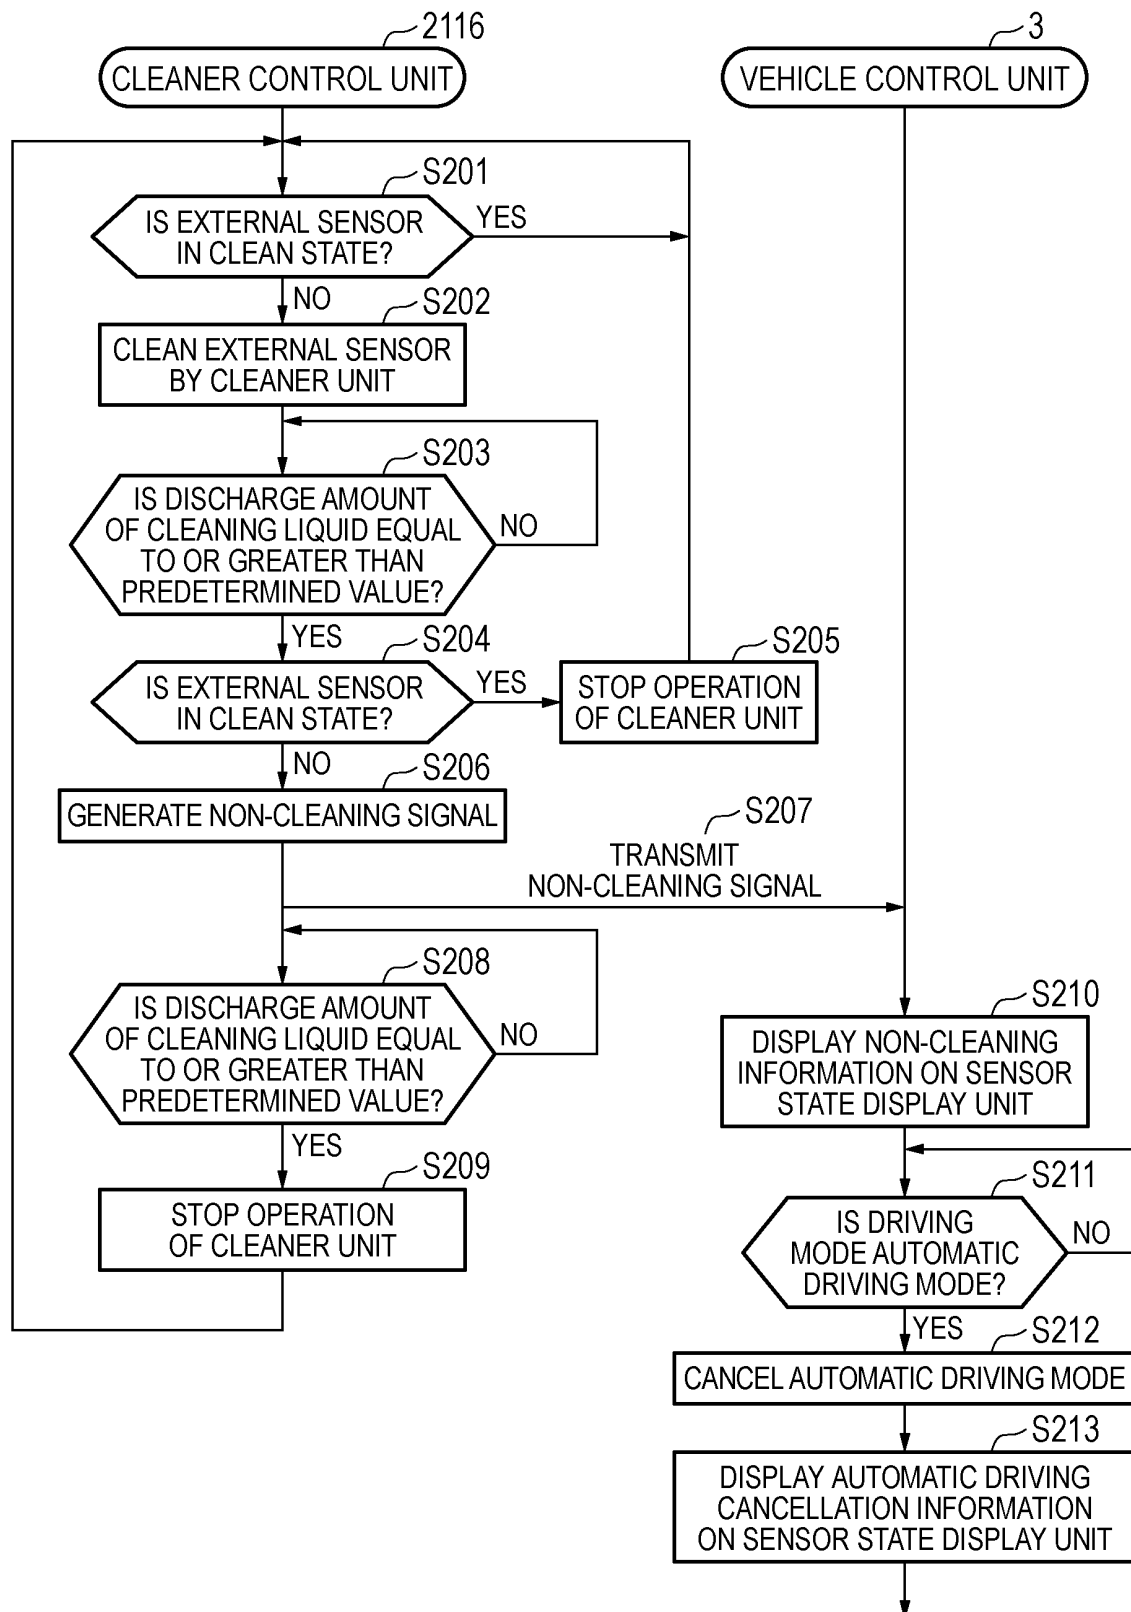 2116
CLEANER CONTROL UNIT
S201
IS EXTERNAL SENSOR
IN CLEAN STATE?
YES
NO
S202
CLEAN EXTERNAL SENSOR
BY CLEANER UNIT
S203
IS DISCHARGE AMOUNT
OF CLEANING LIQUID EQUAL
TO OR GREATER THAN
PREDETERMINED VALUE?
NO
YES
S204
IS EXTERNAL SENSOR
IN CLEAN STATE?
YES
S205
STOP OPERATION
OF CLEANER UNIT
NO
S206
GENERATE NON-CLEANING SIGNAL
S207
TRANSMIT
NON-CLEANING SIGNAL
S208
IS DISCHARGE AMOUNT
OF CLEANING LIQUID EQUAL
TO OR GREATER THAN
PREDETERMINED VALUE?
NO
YES
S209
STOP OPERATION
OF CLEANER UNIT
3
VEHICLE CONTROL UNIT
S210
DISPLAY NON-CLEANING
INFORMATION ON SENSOR
STATE DISPLAY UNIT
S211
IS DRIVING
MODE AUTOMATIC
DRIVING MODE?
NO
YES
S212
CANCEL AUTOMATIC DRIVING MODE
S213
DISPLAY AUTOMATIC DRIVING
CANCELLATION INFORMATION
ON SENSOR STATE DISPLAY UNIT